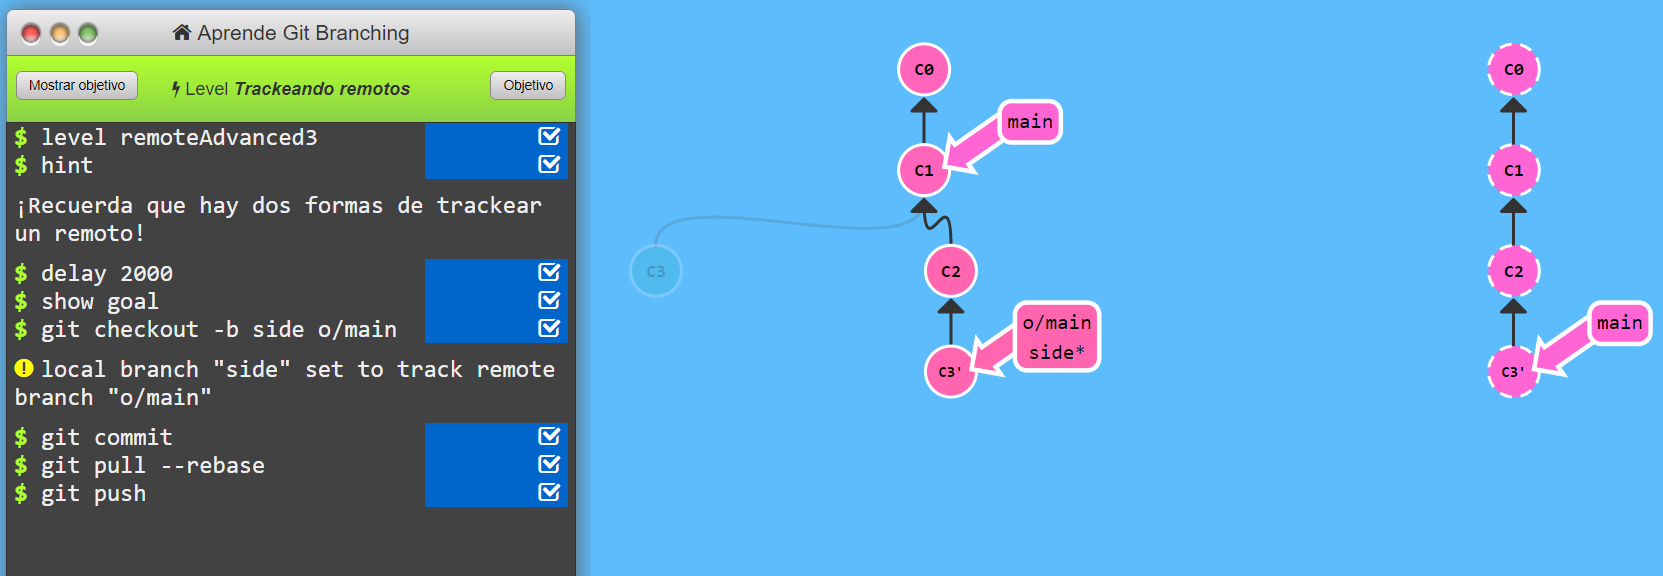 Aprende Git Branching
Mostrar objetivo
Level Trackeando remotos
Objetivo
$ level remoteAdvanced3
$ hint
¡Recuerda que hay dos formas de trackear
un remoto!
$ delay 2000
$ show goal
$ git checkout -b side o/main
local branch "side" set to track remote
branch "o/main"
$ git commit
$ git pull --rebase
$ git push
C0
main
C1
C3
C2
o/main
side*
C3'
C0
C1
C2
main
C3'